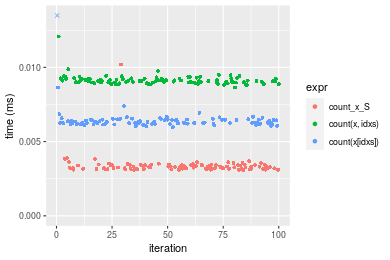 0.010
0.005
0.000
time (ms)
0
25
50
75
100
iteration
expr
count_x_S
count(x, idxs)
count(x[idxs])